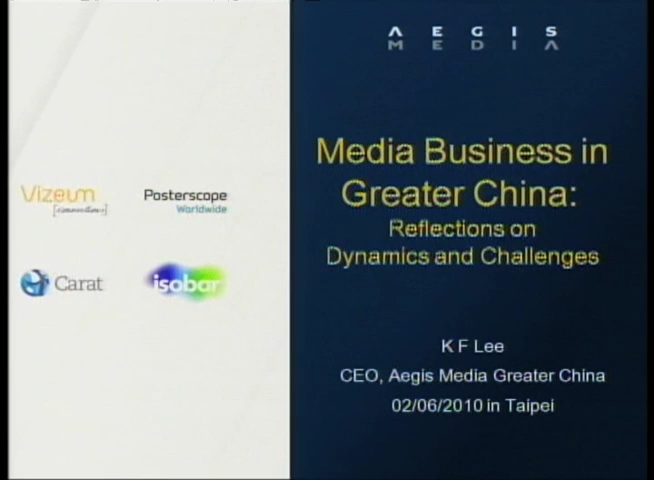 Vizeum
[connections]
Posterscope
Worldwide
Carat
isobar
AEGIS
MEDIA
Media Business in
Greater China:
Reflections on
Dynamics and Challenges
K F Lee
CEO, Aegis Media Greater China
02/06/2010 in Taipei